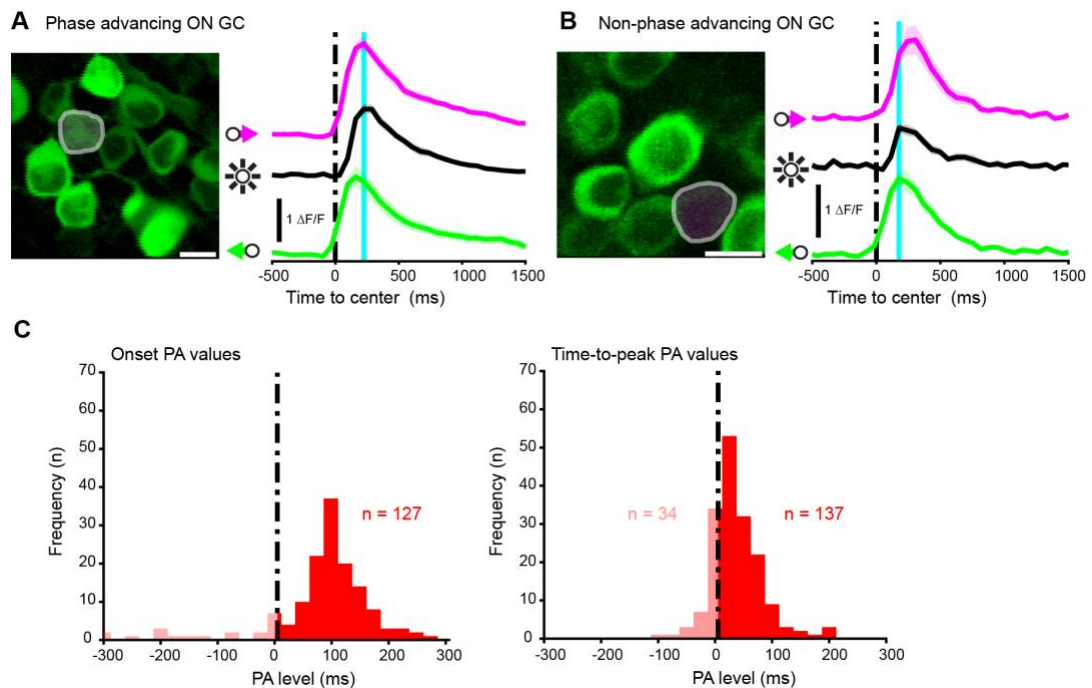 A Phase advancing ON GC
1 ΔF/F
-500 0 500 1000 1500
Time to center (ms)
B Non-phase advancing ON GC
1 ΔF/F
-500 0 500 1000 1500
Time to center (ms)
C
Onset PA values
70
60
50
40
30
20
10
0
Frequency (n)
n = 127
-300 -200 -100 0 100 200 300
PA level (ms)
Time-to-peak PA values
70
60
50
40
30
20
10
0
Frequency (n)
n = 34
n = 137
-300 -200 -100 0 100 200 300
PA level (ms)